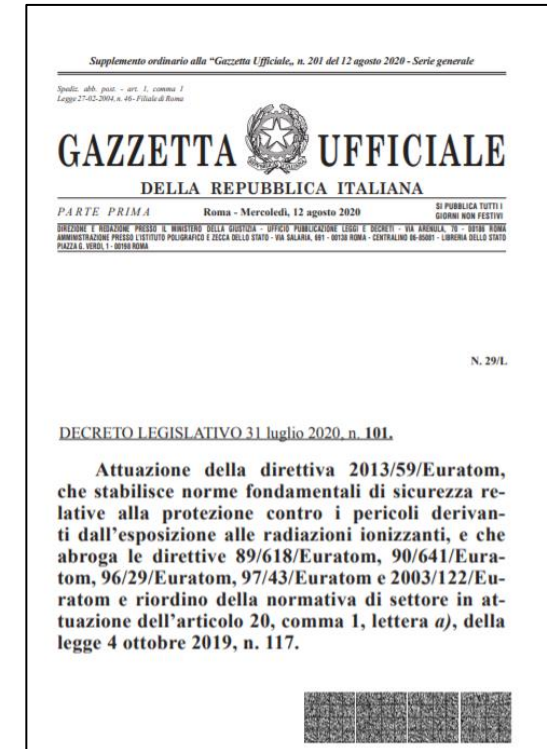 Supplemento ordinario alla “Gazzetta Ufficiale„ n. 201 del 12 agosto 2020 - Serie generale
Spediz. abb. post. - art. 1, comma 1
Legge 27-02-2004, n. 46 - Filiale di Roma
GAZZETTA UFFICIALE
DELLA REPUBBLICA ITALIANA
PARTE PRIMA
Roma - Mercoledì, 12 agosto 2020
SI PUBBLICA TUTTI I
GIORNI NON FESTIVI
DIREZIONE E REDAZIONE PRESSO IL MINISTERO DELLA GIUSTIZIA - UFFICIO PUBBLICAZIONE LEGGI E DECRETI - VIA ARENULA, 70 - 00186 ROMA
AMMINISTRAZIONE PRESSO L'ISTITUTO POLIGRAFICO E ZECCA DELLO STATO - VIA SALARIA, 691 - 00138 ROMA - CENTRALINO 06-85081 - LIBRERIA DELLO STATO
PIAZZA G. VERDI, 1 - 00198 ROMA
N. 29/L
DECRETO LEGISLATIVO 31 luglio 2020, n. 101.
Attuazione della direttiva 2013/59/Euratom,
che stabilisce norme fondamentali di sicurezza re-
lative alla protezione contro i pericoli derivan-
ti dall’esposizione alle radiazioni ionizzanti, e che
abroga le direttive 89/618/Euratom, 90/641/Eura-
tom, 96/29/Euratom, 97/43/Euratom e 2003/122/Eu-
ratom e riordino della normativa di settore in at-
tuazione dell’articolo 20, comma 1, lettera a), della
legge 4 ottobre 2019, n. 117.